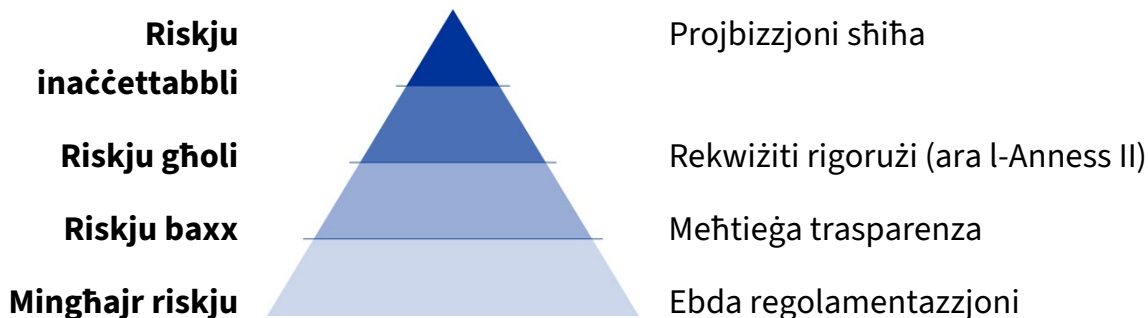 Riskju inaċċettabbli
Projbizzjoni sħiħa
Riskju għoli
Rekwiżiti rigorużi (ara l-Anness II)
Riskju baxx
Meħtieġa trasparenza
Mingħajr riskju
Ebda regolamentazzjoni